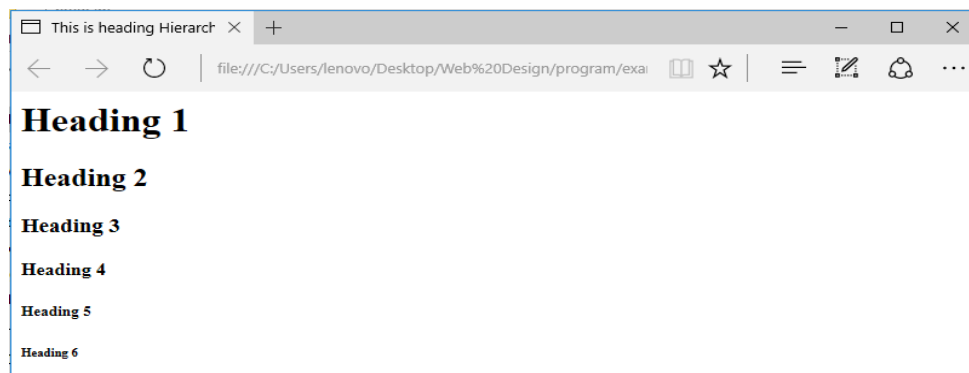 This is heading Hierarch
file:///C:/Users/lenovo/Desktop/Web%20Design/program/exa
Heading 1
Heading 2
Heading 3
Heading 4
Heading 5
Heading 6